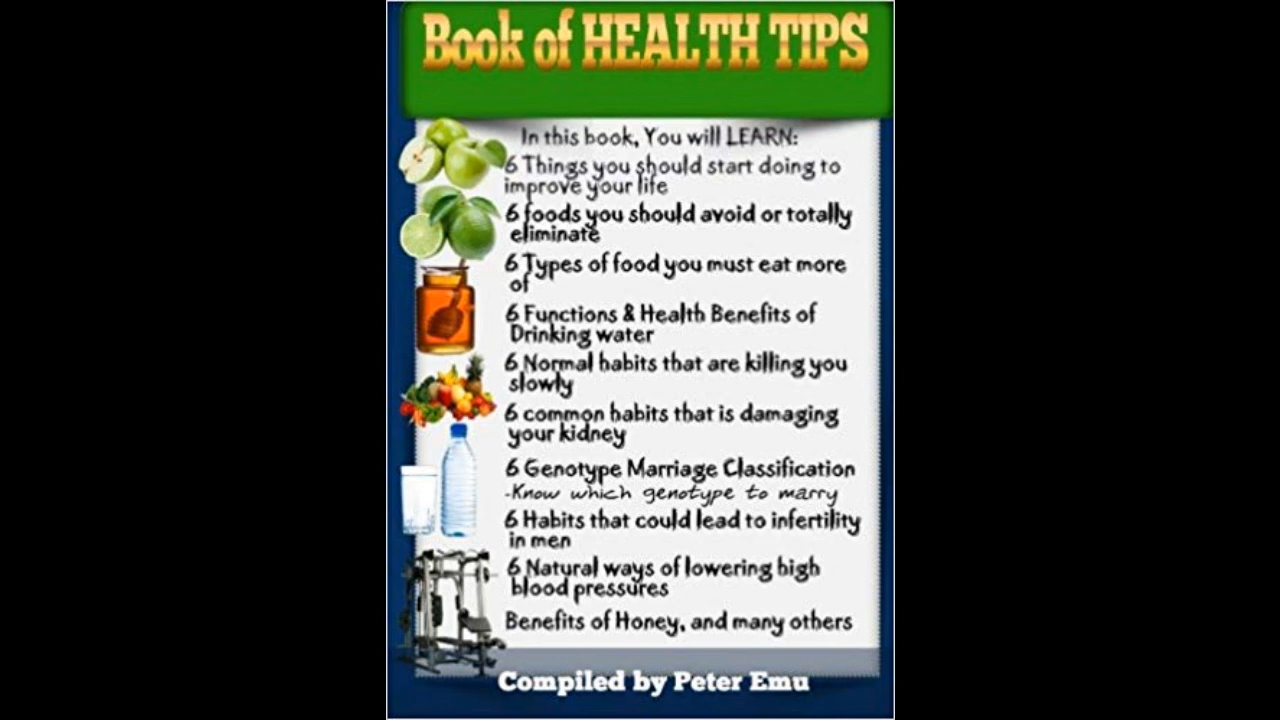 Book of HEALTH TIPS
In this book, You will LEARN:
6 Things you should start doing to
improve your life
6 foods you should avoid or totally
eliminate
6 Types of food you must eat more
of
6 Functions & Health Benefits of
Drinking water
6 Normal habits that are killing you
slowly
6 common habits that is damaging
your kidney
6 Genotype Marriage Classification
-Know which genotype to marry
6 Habits that could lead to infertility
in men
6 Natural ways of lowering high
blood pressures
Benefits of Honey, and many others
Compiled by Peter Emu